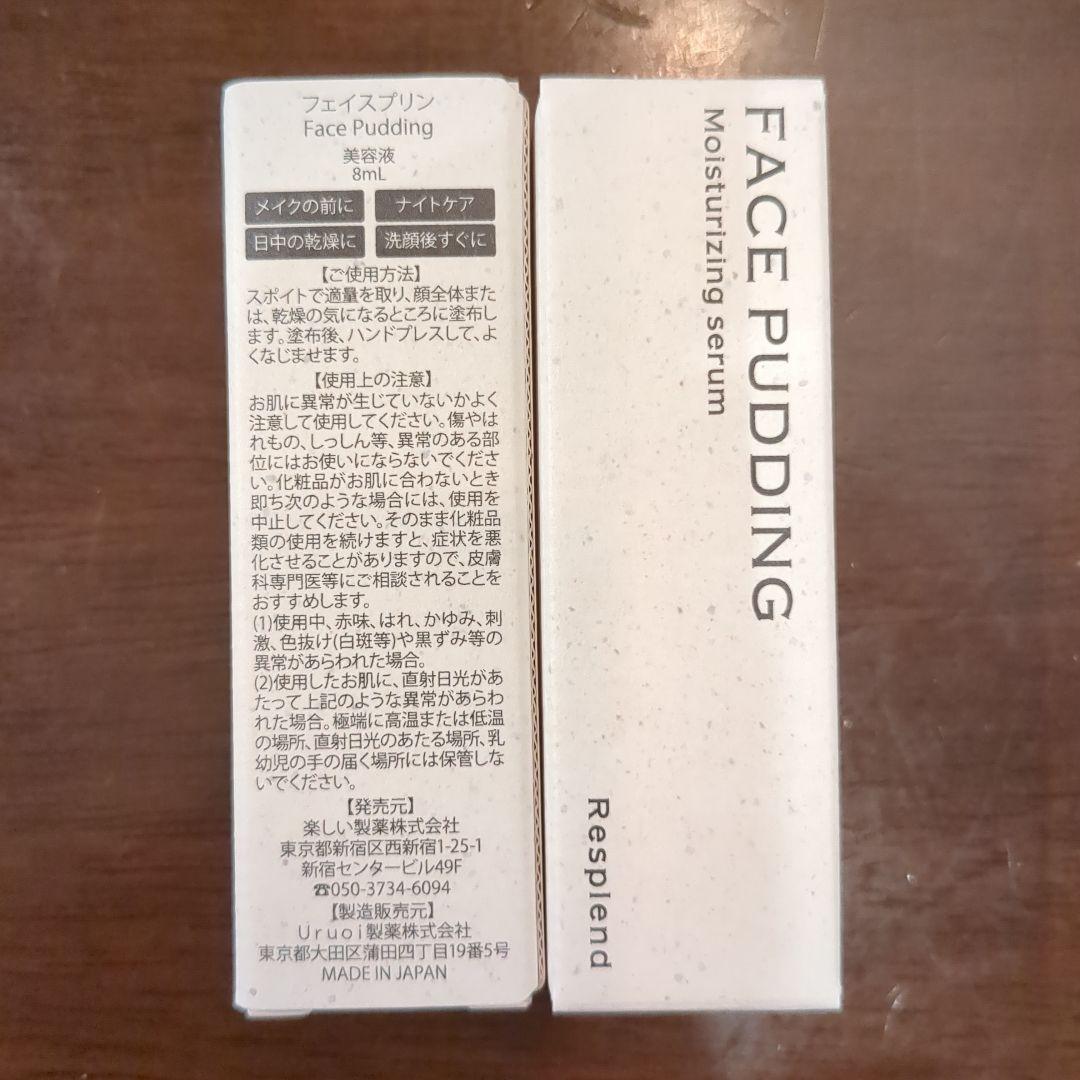 フェイスプリン
Face Pudding
美容液
8mL
メイクの前に
ナイトケア
日中の乾燥に
洗顔後すぐに
【ご使用方法】
スポイトで適量を取り、顔全体また
は、乾燥の気になるところに塗布し
ます。塗布後、ハンドプレスして、よ
くなじませます。
【使用上の注意】
お肌に異常が生じていないかよく
注意して使用してください。傷やは
れもの、しっしん等、異常のある部
位にはお使いにならないでくださ
い。化粧品がお肌に合わないとき
即ち次のような場合には、使用を
中止してください。そのまま化粧品
類の使用を続けますと、症状を悪
化させることがありますので、皮膚
科専門医等にご相談されることを
おすすめします。
(1)使用中、赤味、はれ、かゆみ、刺
激、色抜け(白斑等)や黒ずみ等の
異常があらわれた場合。
(2)使用したお肌に、直射日光があ
たって上記のような異常があらわ
れた場合。極端に高温または低温
の場所、直射日光のあたる場所、乳
幼児の手の届く場所には保管しな
いでください。
【発売元】
楽しい製薬株式会社
東京都新宿区西新宿1-25-1
新宿センタービル49F
☎050-3734-6094
【製造販売元】
Uruoi製薬株式会社
東京都大田区蒲田四丁目19番5号
MADE IN JAPAN
FACE PUDDING
Moisturizing serum
Resplend